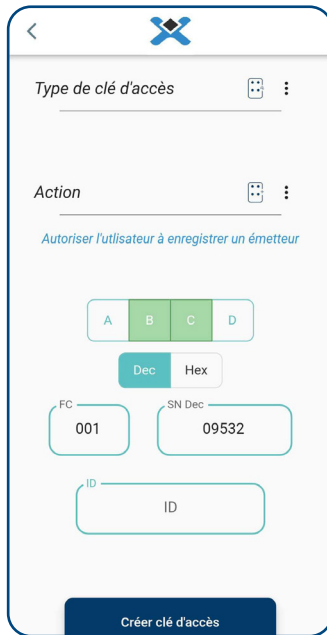 Type de clé d'accès
Action
Autoriser l'utlisateur à enregistrer un émetteur
A B C D
Dec Hex
FC SN Dec
001 09532
ID
ID
Créer clé d'accès